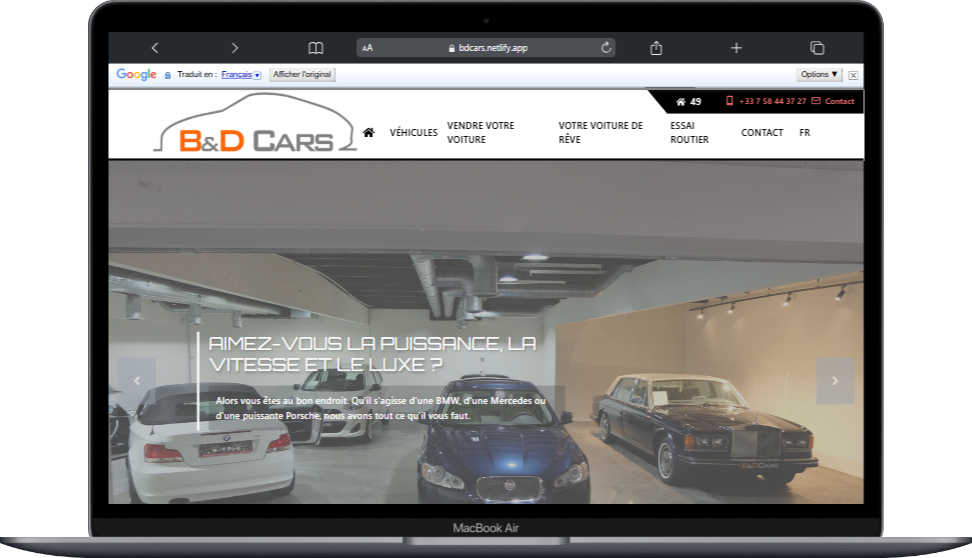 AA
bdcars.netlify.app
Google Traduit en : Français Afficher l'original Options ▼
49 +33 7 58 44 37 27 Contact
B&D CARS
VÉHICULES
VENDRE VOTRE
VOITURE
VOTRE VOITURE DE
RÊVE
ESSAI
ROUTIER
CONTACT
FR
AIMEZ-VOUS LA PUISSANCE, LA
VITESSE ET LE LUXE ?
Alors vous êtes au bon endroit. Qu'il s'agisse d'une BMW, d'une Mercedes ou
d'une puissante Porsche, nous avons tout ce qu'il vous faut.
B&D CARS
MacBook Air